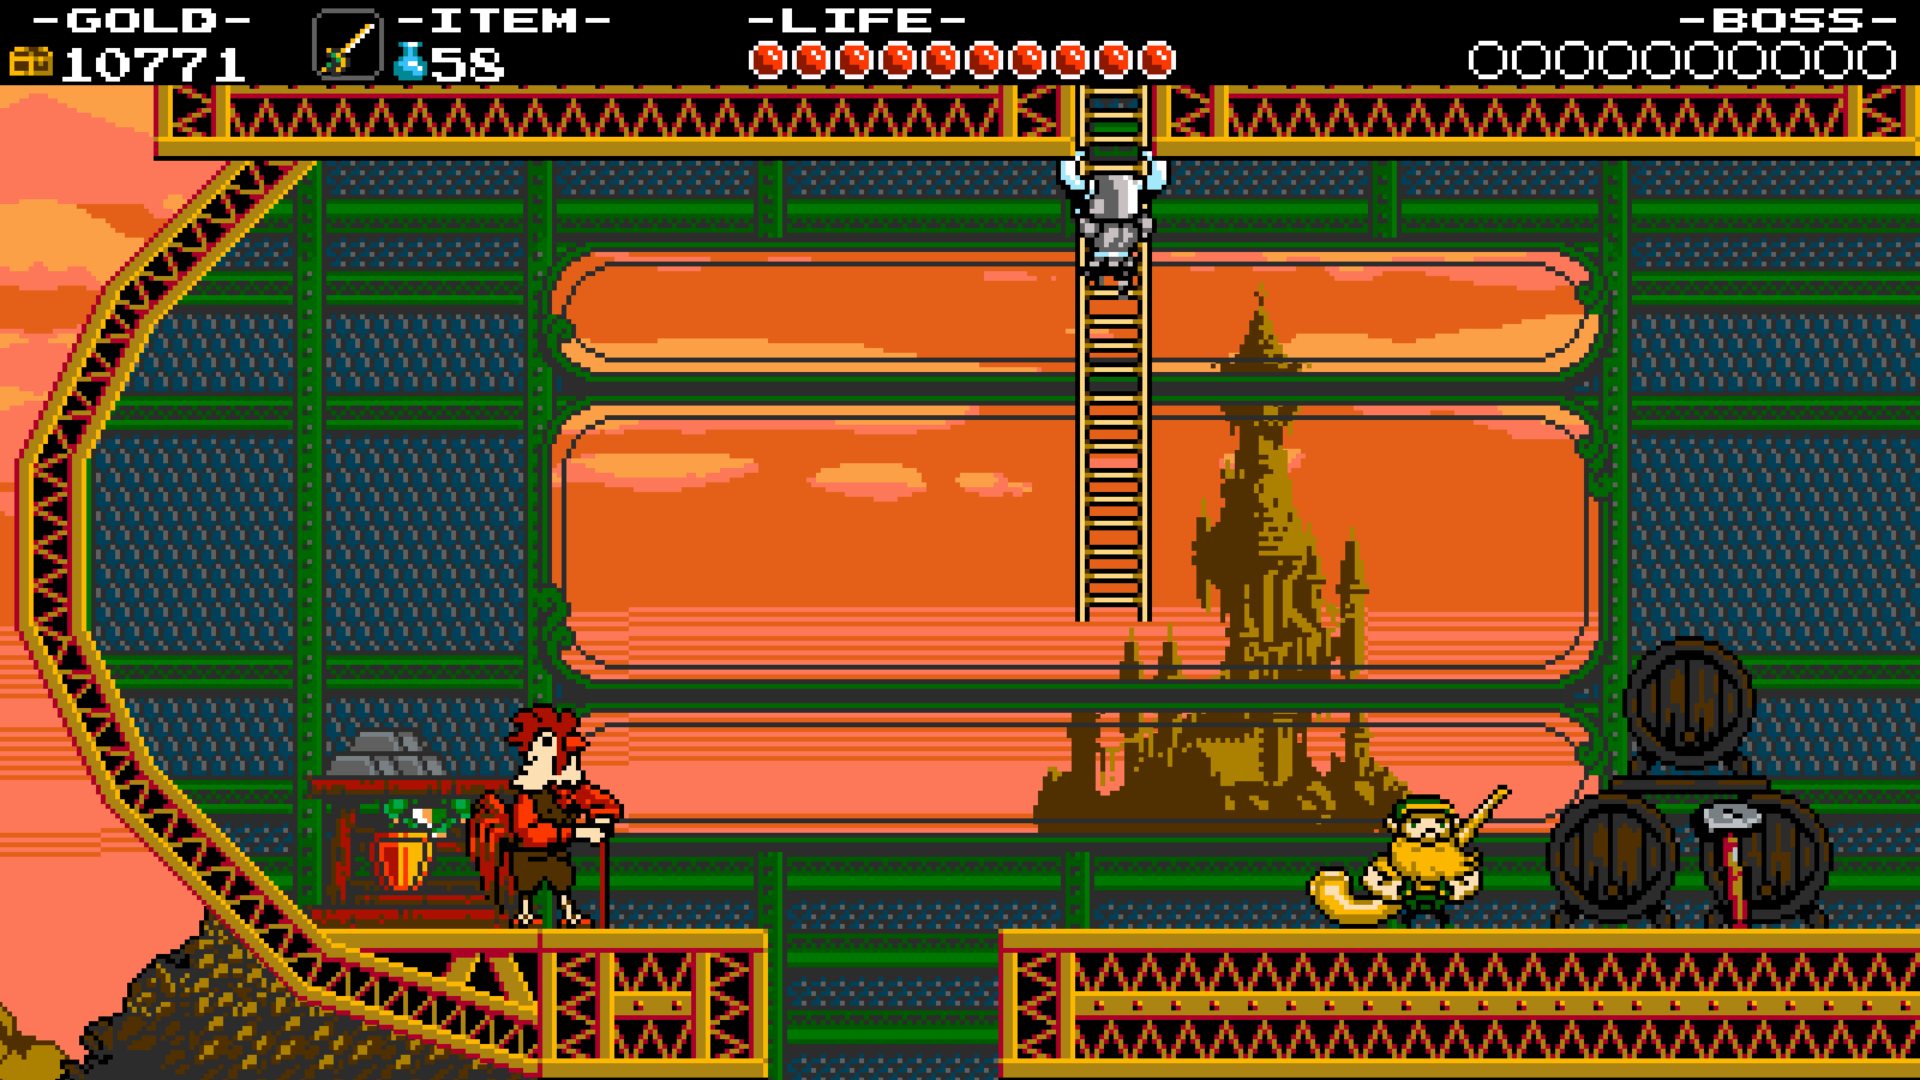 -GOLD- -ITEM- -LIFE- -BOSS-
10771 58